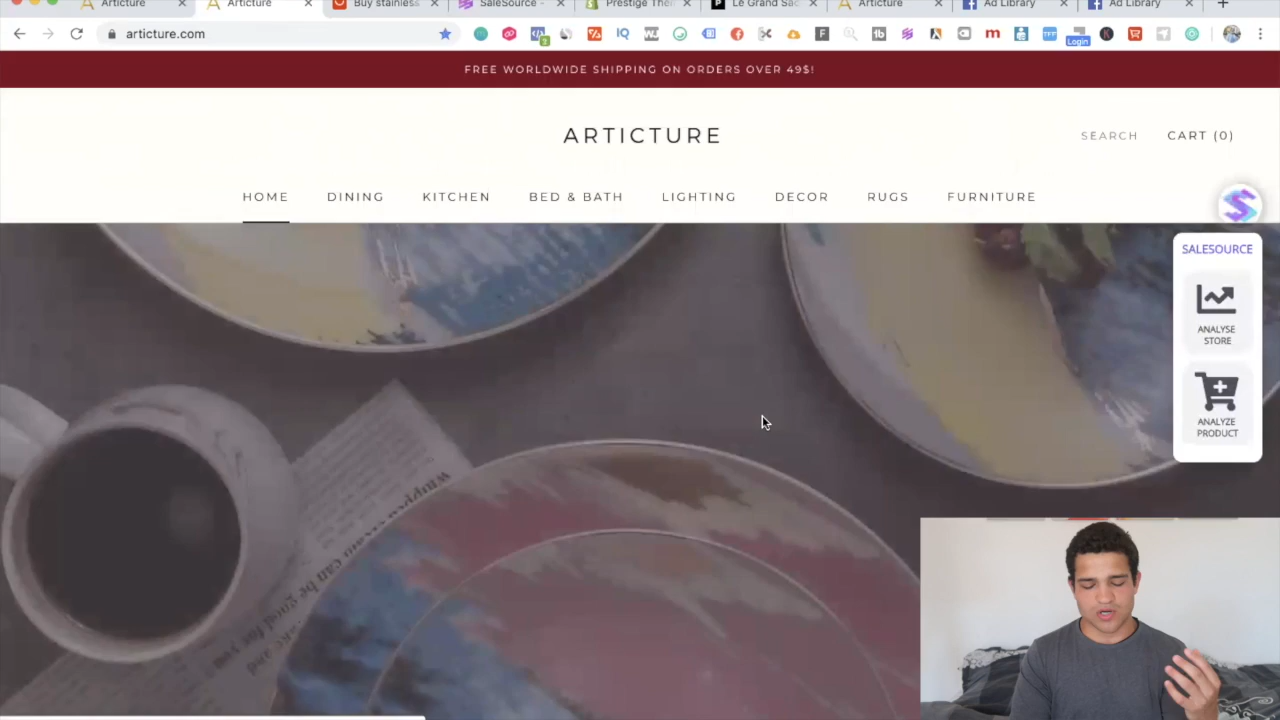 Articture
Articture
Buy stainless
SaleSource -
Prestige Them
Le Grand Sac
Articture
Ad Library
Ad Library
articture.com
Login
FREE WORLDWIDE SHIPPING ON ORDERS OVER 49$!
ARTICTURE
SEARCH
CART (0)
HOME
DINING
KITCHEN
BED & BATH
LIGHTING
DECOR
RUGS
FURNITURE
SALESOURCE
ANALYSE
STORE
ANALYZE
PRODUCT